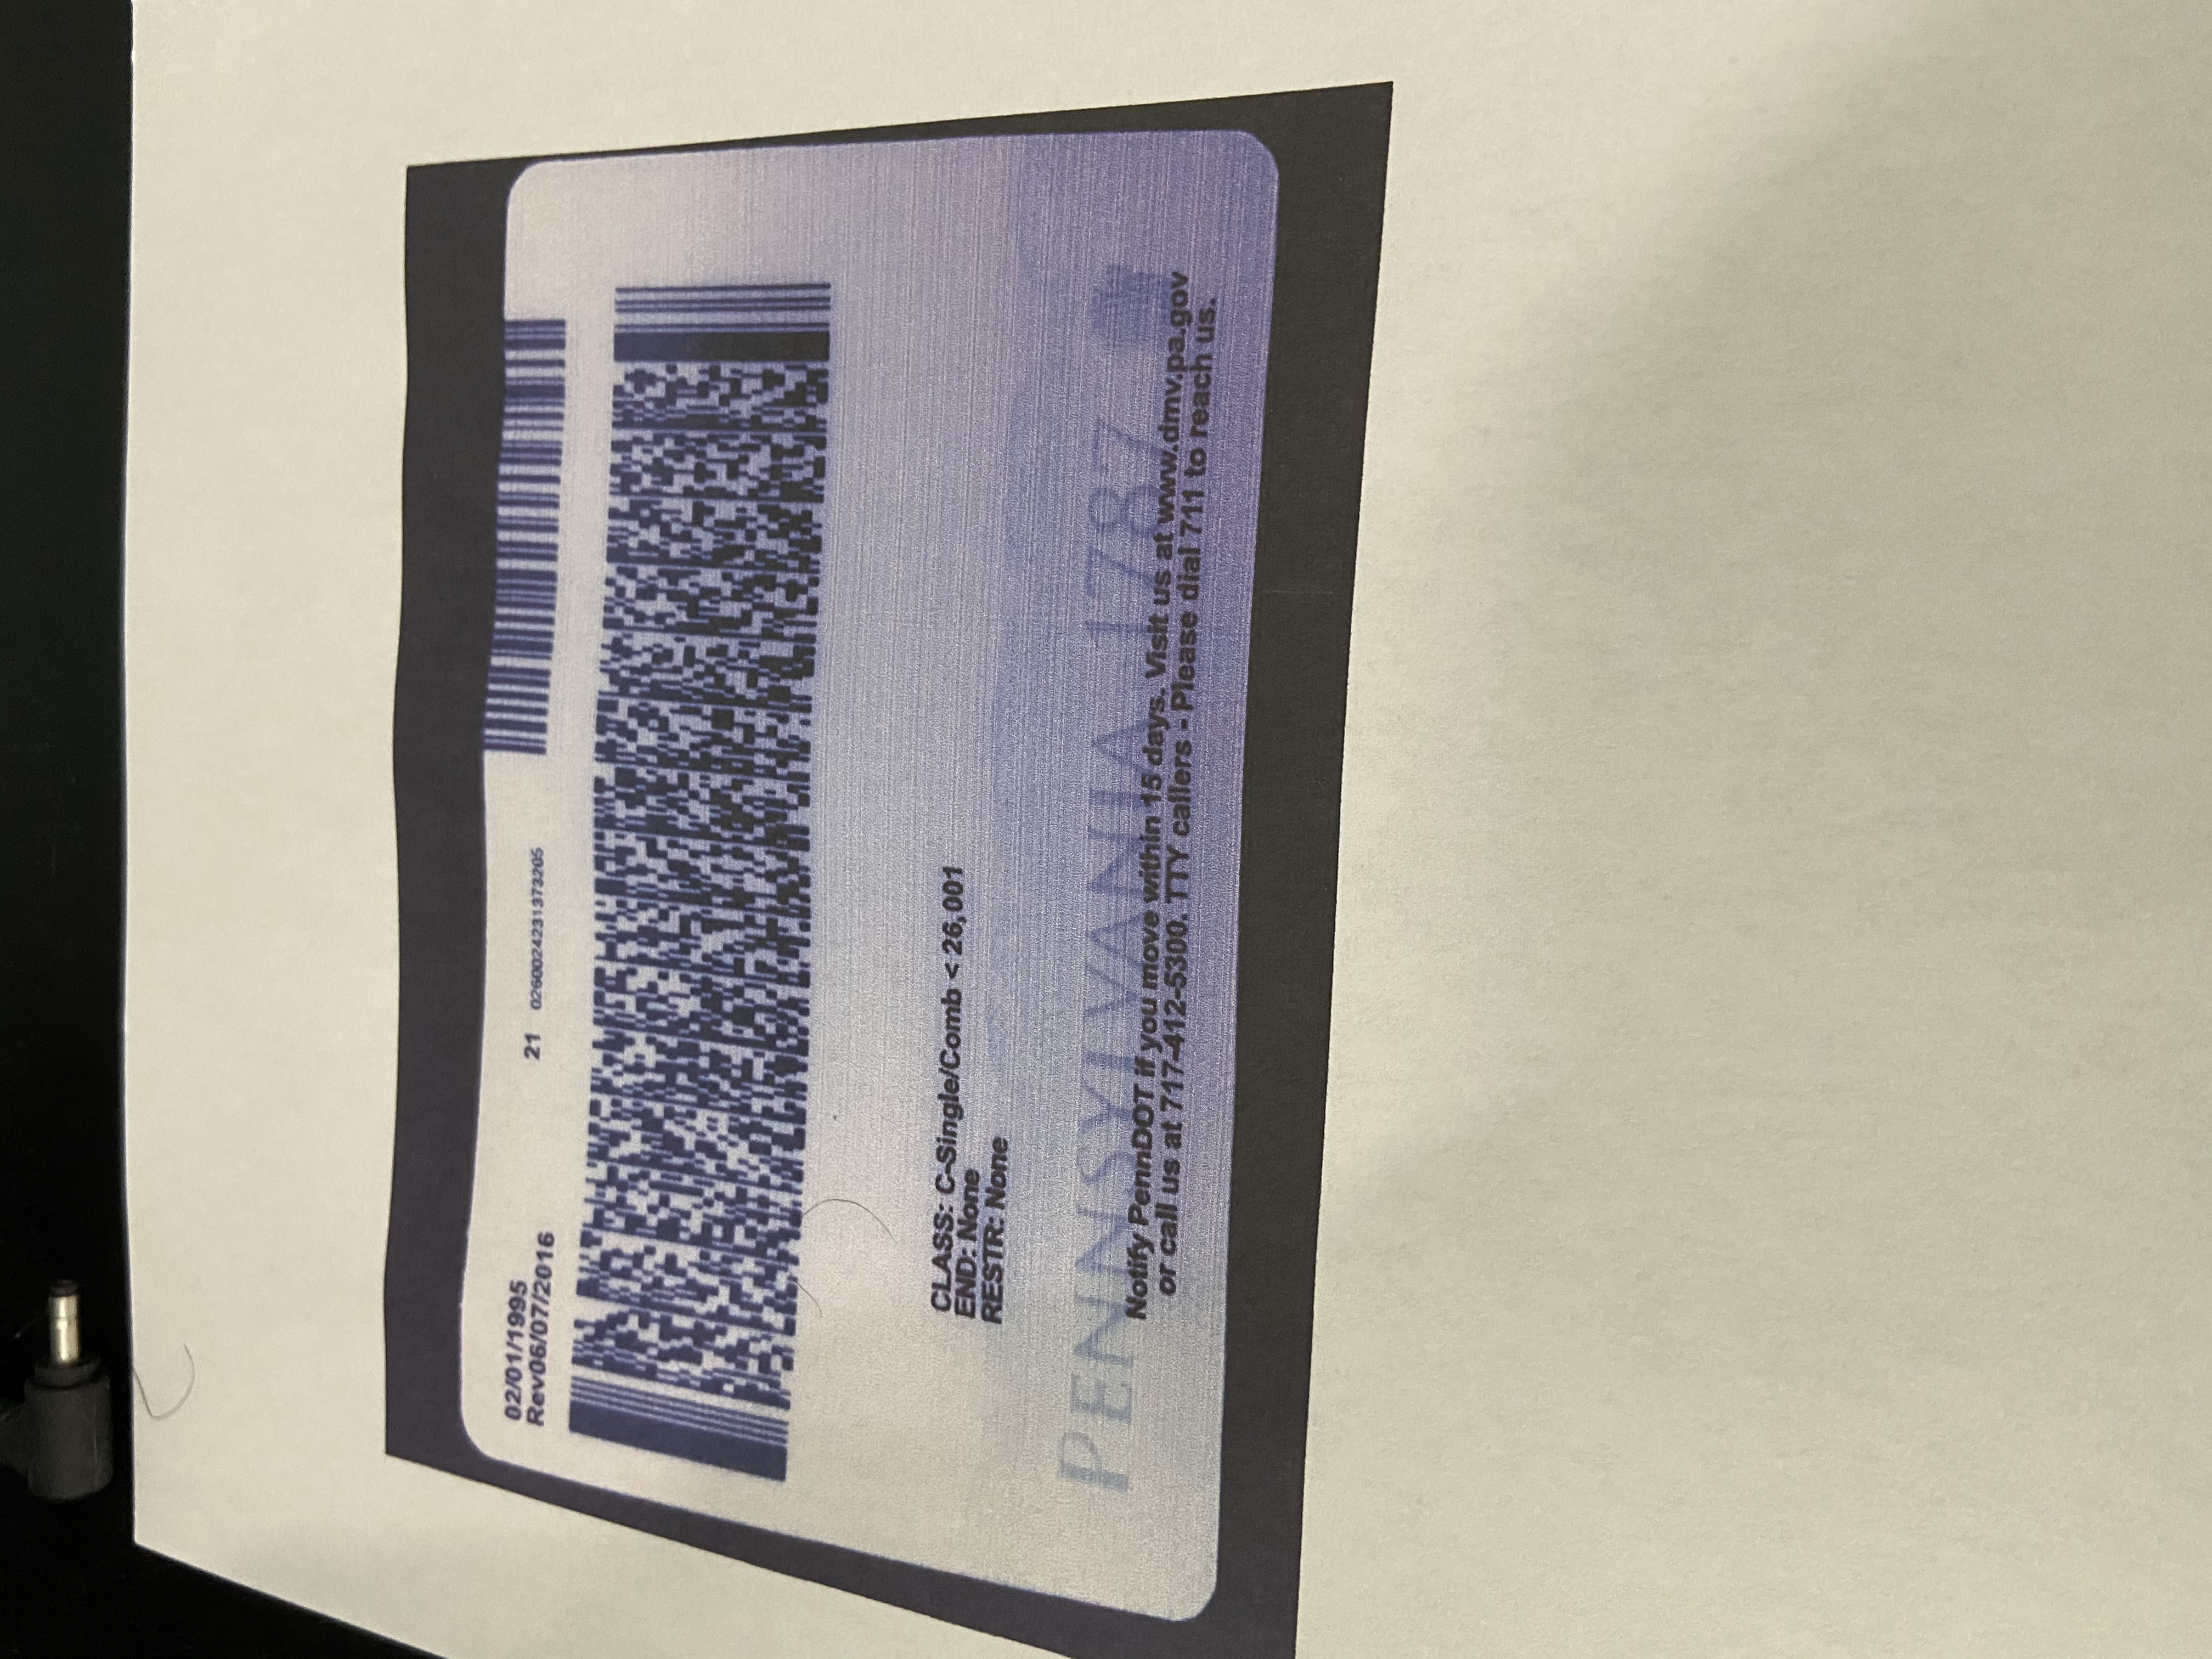 02/01/1995
Rev06/07/2016
21 0260024231373205
CLASS: C-Single/Comb < 26,001
END: None
RESTR: None
PENNSYLVANIA 1787
Notify PennDOT if you move within 15 days. Visit us at www.dmv.pa.gov
or call us at 717-412-5300. TTY callers - Please dial 711 to reach us.